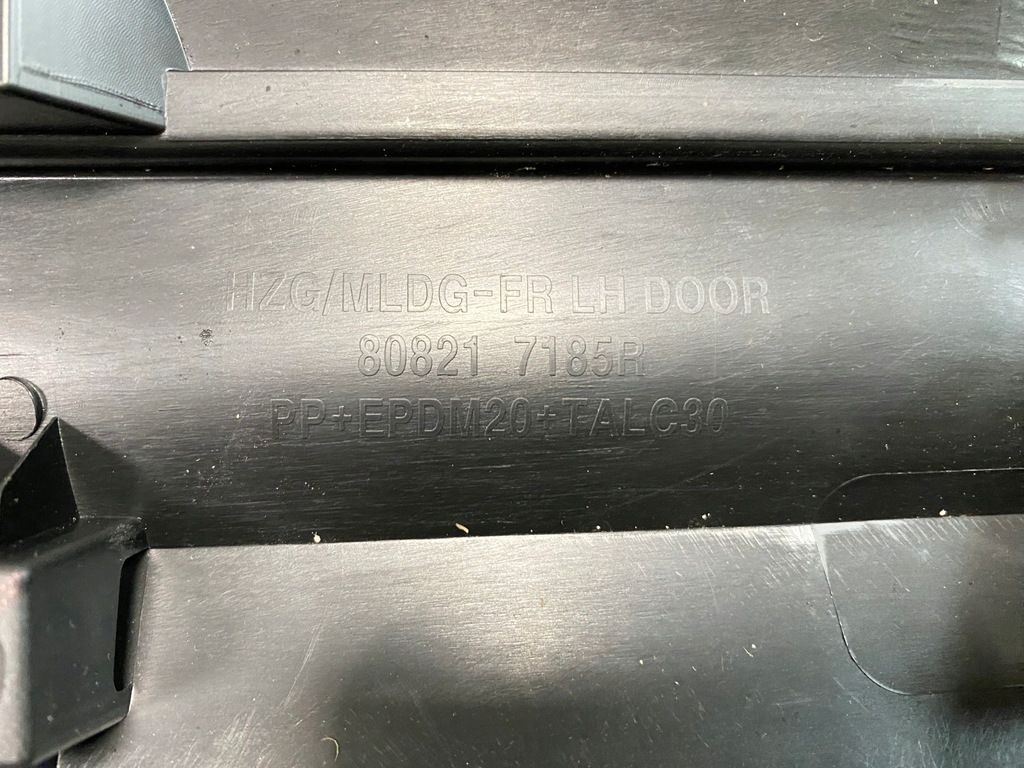 HZG/MLDG-FR LH DOOR
80821 7185R
PP+EPDM20+TALC30